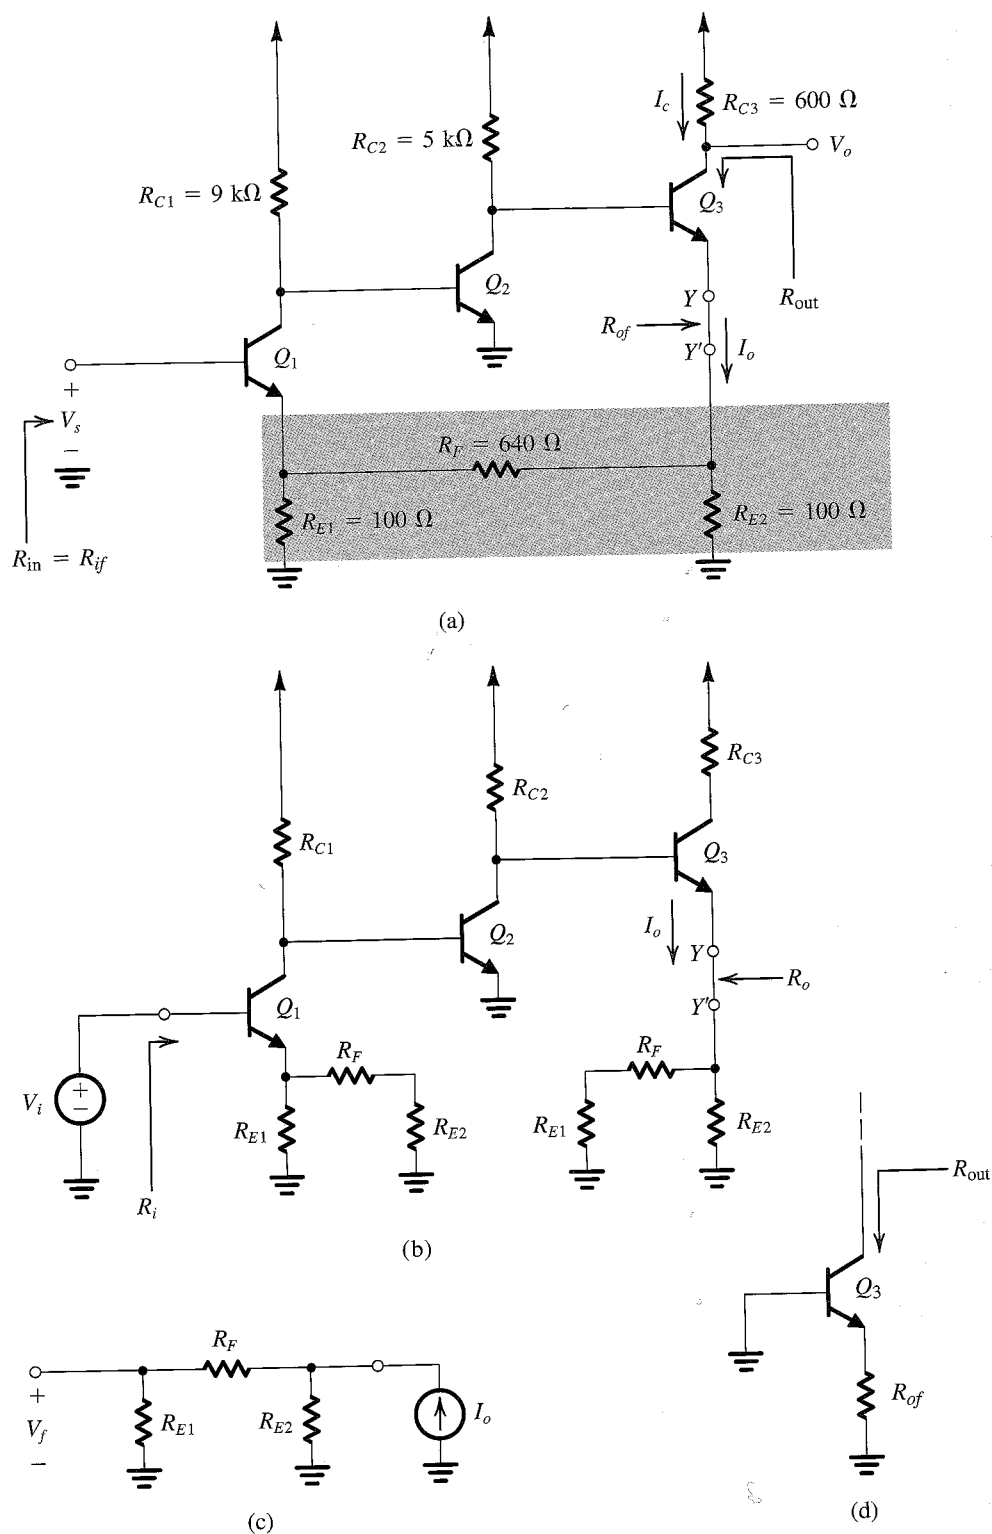 I_c
R_C3 = 600 Ω
R_C2 = 5 kΩ
V_o
R_C1 = 9 kΩ
Q_3
Q_2
Y
R_out
R_of
Y'
I_o
Q_1
+
V_s
−
R_F = 640 Ω
R_E1 = 100 Ω
R_E2 = 100 Ω
R_in = R_if
(a)
R_C3
R_C2
R_C1
Q_3
I_o
Q_2
Y
R_o
Q_1
Y'
R_F
R_F
V_i
+
−
R_E1
R_E2
R_E1
R_E2
R_out
R_i
(b)
Q_3
R_F
+
R_of
V_f
R_E1
R_E2
I_o
−
(d)
(c)